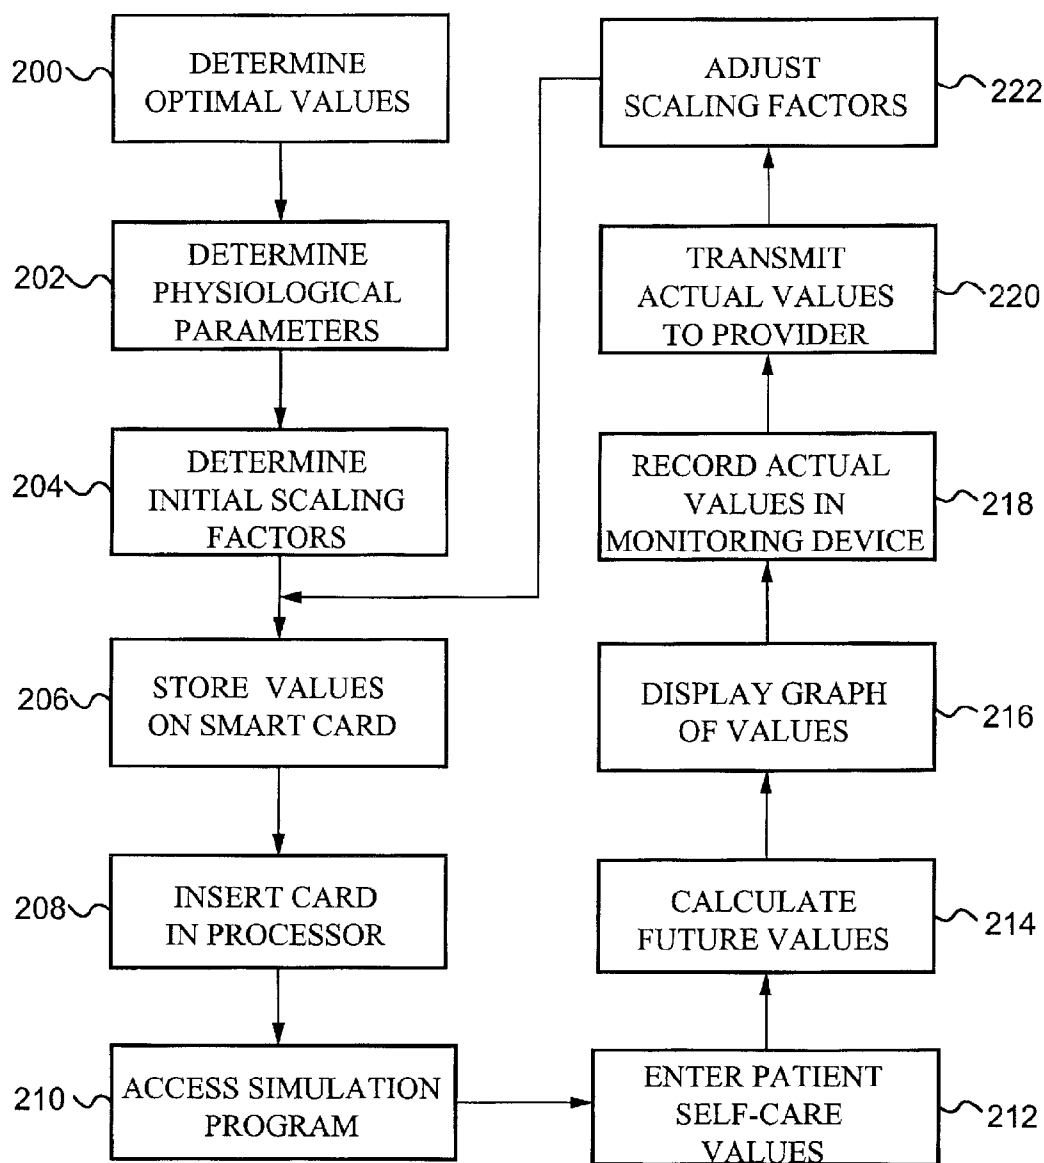 200
DETERMINE
OPTIMAL VALUES
202
DETERMINE
PHYSIOLOGICAL
PARAMETERS
204
DETERMINE
INITIAL SCALING
FACTORS
206
STORE VALUES
ON SMART CARD
208
INSERT CARD
IN PROCESSOR
210
ACCESS SIMULATION
PROGRAM
ENTER PATIENT
SELF-CARE
VALUES
212
CALCULATE
FUTURE VALUES
214
DISPLAY GRAPH
OF VALUES
216
RECORD ACTUAL
VALUES IN
MONITORING DEVICE
218
TRANSMIT
ACTUAL VALUES
TO PROVIDER
220
ADJUST
SCALING FACTORS
222